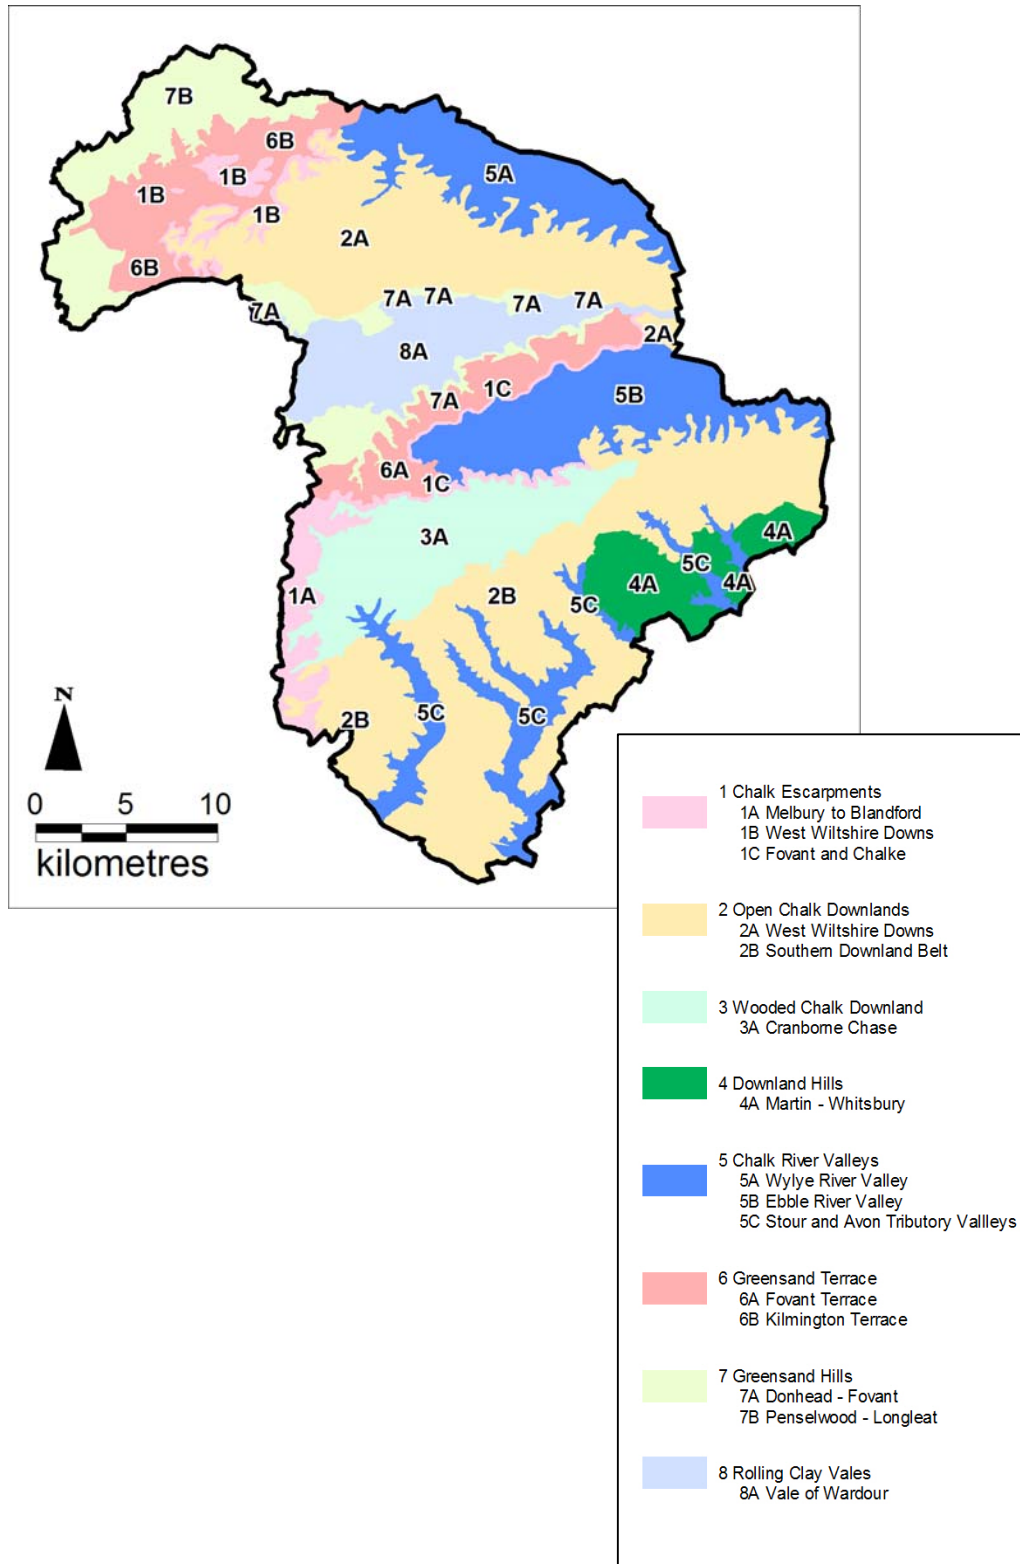 7B
6B
1B
1B
5A
1B
2A
6B
7A
7A
7A
7A
7A
2A
8A
1C
5B
7A
6A
1C
4A
3A
5C
4A
4A
1A
2B
5C
5C
5C
2B
N
0 5 10
kilometres
1 Chalk Escarpments
1A Melbury to Blandford
1B West Wiltshire Downs
1C Fovant and Chalke
2 Open Chalk Downlands
2A West Wiltshire Downs
2B Southern Downland Belt
3 Wooded Chalk Downland
3A Cranborne Chase
4 Downland Hills
4A Martin - Whitsbury
5 Chalk River Valleys
5A Wylye River Valley
5B Ebble River Valley
5C Stour and Avon Tributory Vallleys
6 Greensand Terrace
6A Fovant Terrace
6B Kilmington Terrace
7 Greensand Hills
7A Donhead - Fovant
7B Penselwood - Longleat
8 Rolling Clay Vales
8A Vale of Wardour